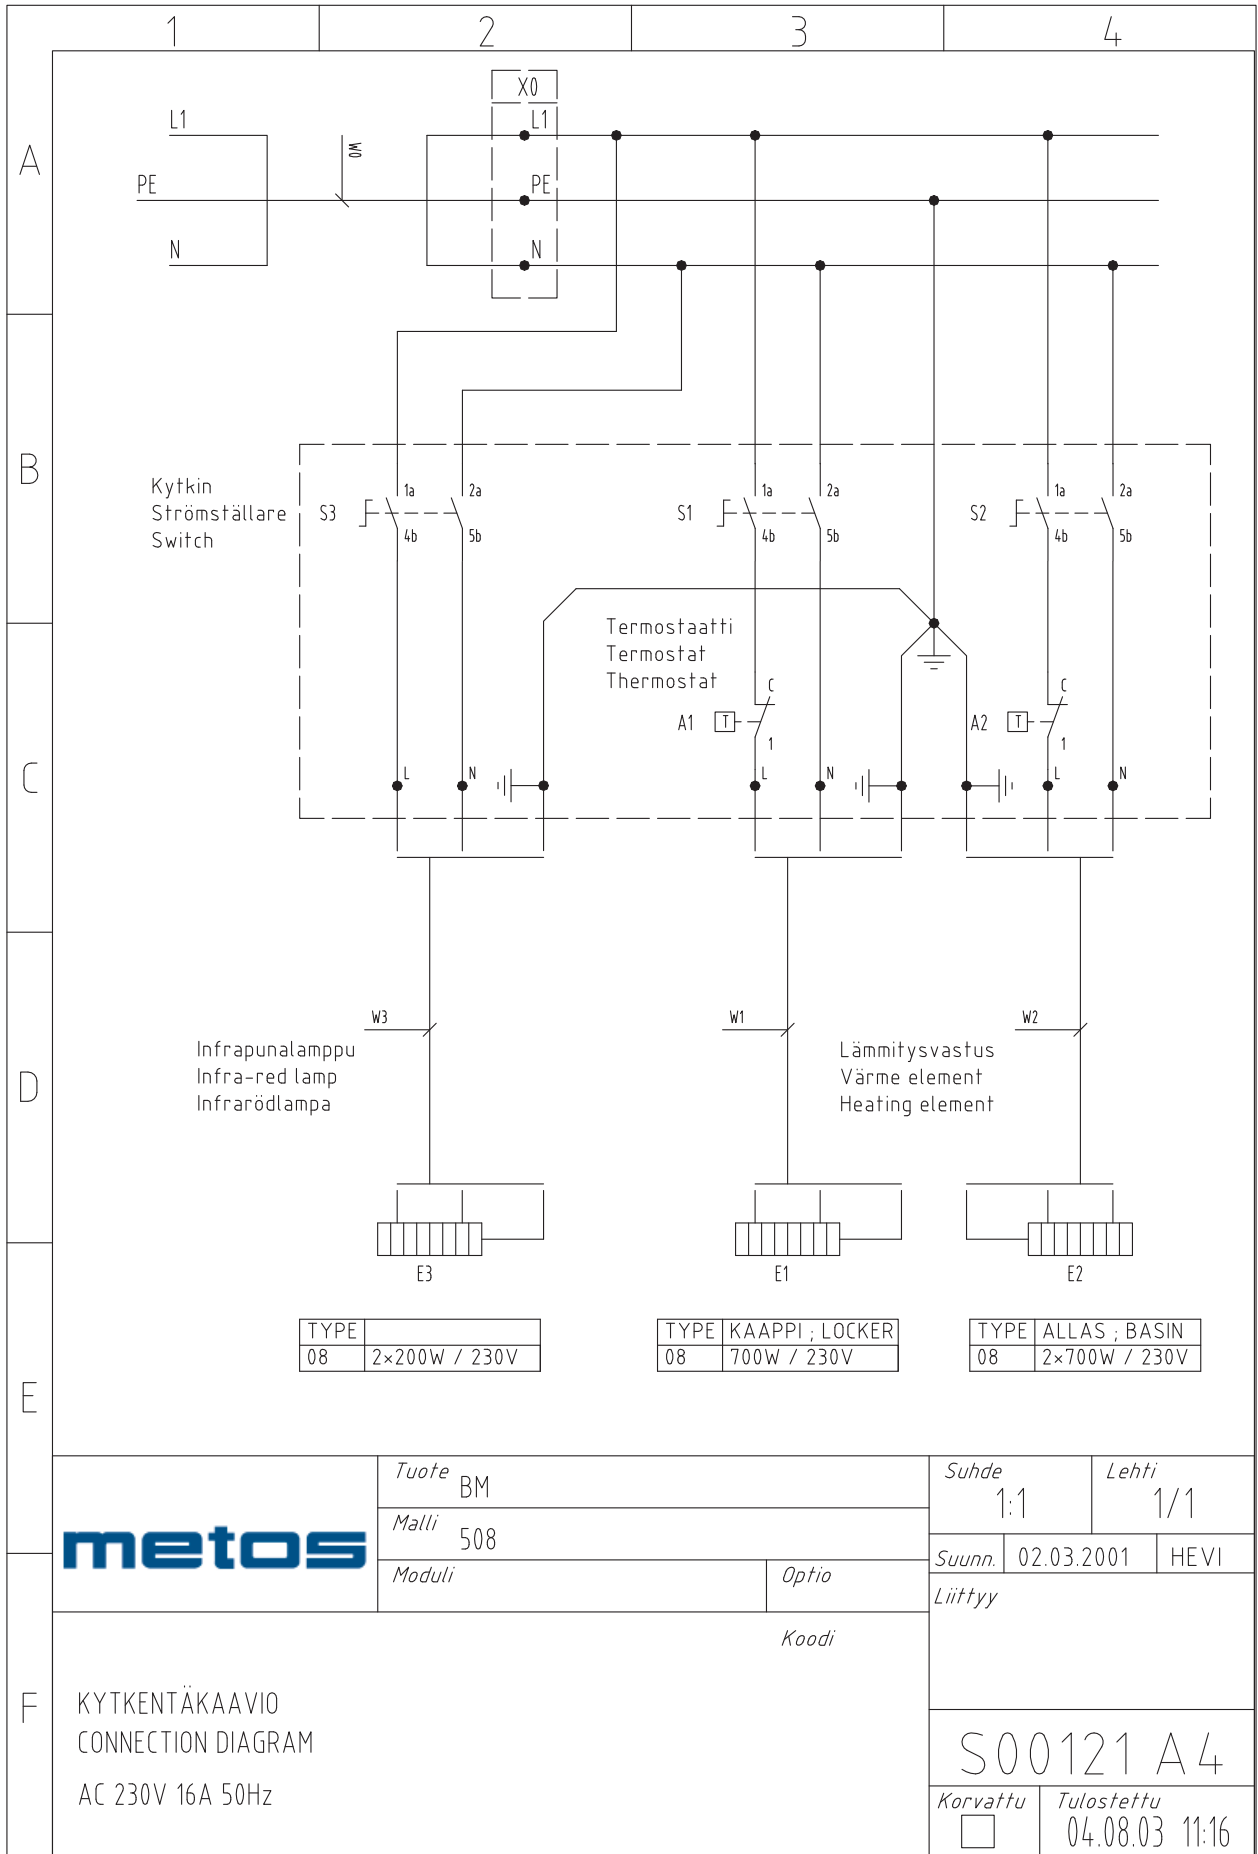 1 2 3 4
A
B
C
D
E
F
X0
L1
PE
N
W0
L1
PE
N
Kytkin
Strömställare
Switch
S3
1a
2a
4b
5b
S1
1a
2a
4b
5b
S2
1a
2a
4b
5b
Termostaatti
Termostat
Thermostat
A1
T
C
1
A2
T
C
1
L
N
L
N
L
N
W3
W1
W2
Infrapunalamppu
Infra-red lamp
Infrarödlampa
Lämmitysvastus
Värme element
Heating element
E3
E1
E2
TYPE
08 2×200W / 230V
TYPE KAAPPI ; LOCKER
08 700W / 230V
TYPE ALLAS ; BASIN
08 2×700W / 230V
metos
Tuote BM
Malli 508
Moduli
Optio
Koodi
Suhde 1:1
Lehti 1/1
Suunn. 02.03.2001 HEVI
Liittyy
KYTKENTÄKAAVIO
CONNECTION DIAGRAM
AC 230V 16A 50Hz
S00121 A4
Korvattu
Tulostettu
04.08.03 11:16